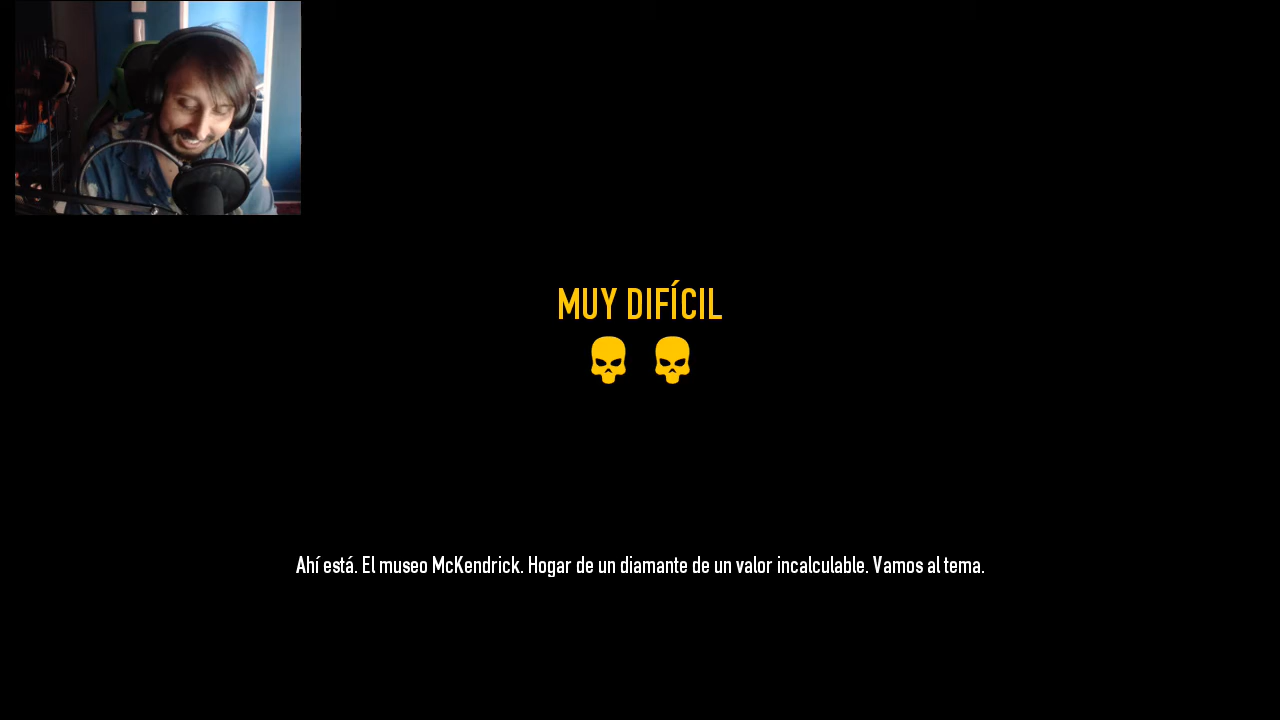 MUY DIFÍCIL
Ahí está. El museo McKendrick. Hogar de un diamante de un valor incalculable. Vamos al tema.